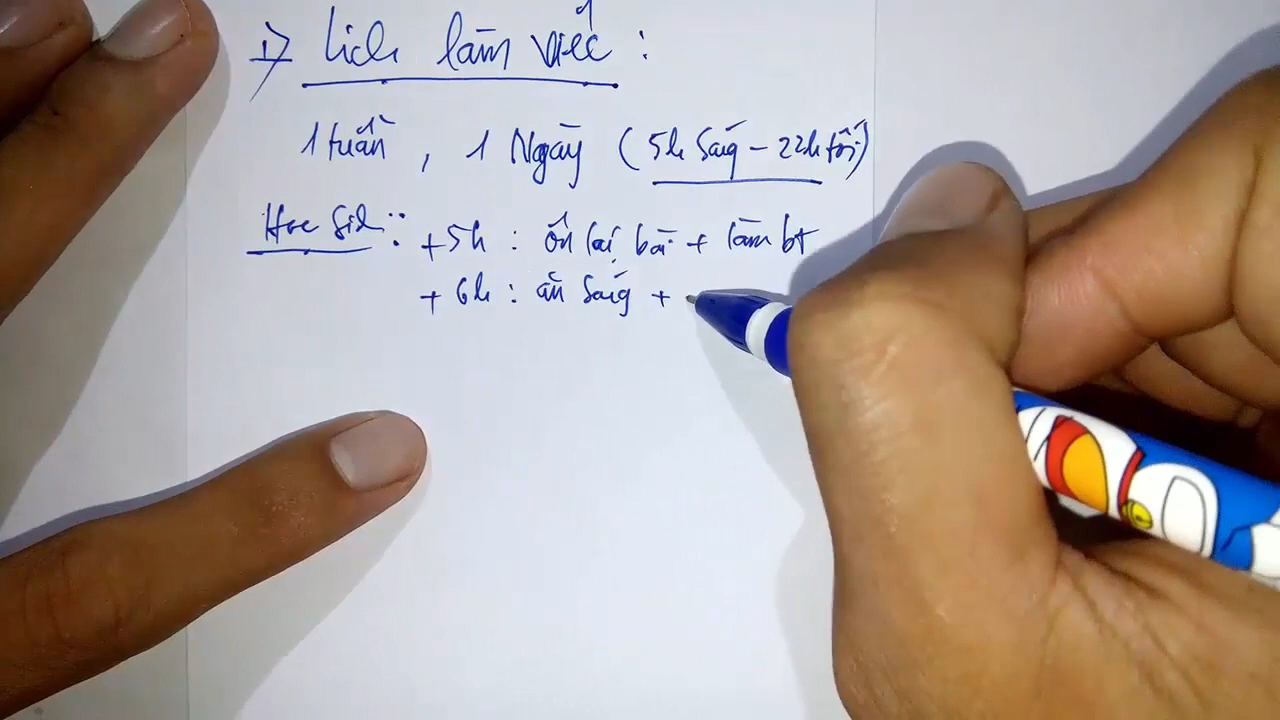 1) Lịch làm việc :
1 tuần , 1 Ngày ( 5h sáng - 22h tối )
Học sinh : + 5h : ôn lại bài + làm bt
+ 6h : ăn sáng +